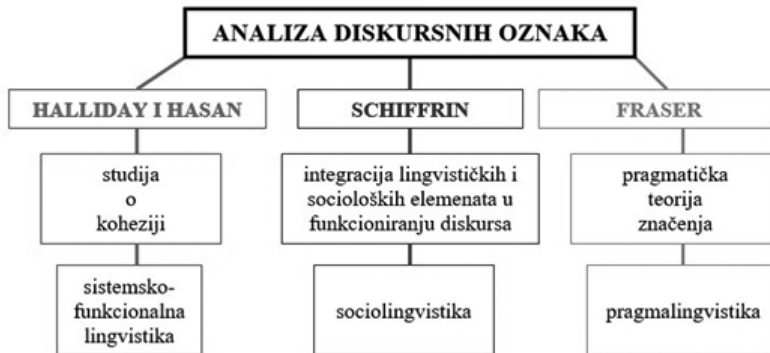 ANALIZA DISKURSNIH OZNAKA
HALLIDAY I HASAN
studija
o
koheziji
sistemsko-
funkcionalna
lingvistika
SCHIFFRIN
integracija lingvističkih i
socioloških elemenata u
funkcioniranju diskursa
sociolingvistika
FRASER
pragmatička
teorija
značenja
pragmalingvistika